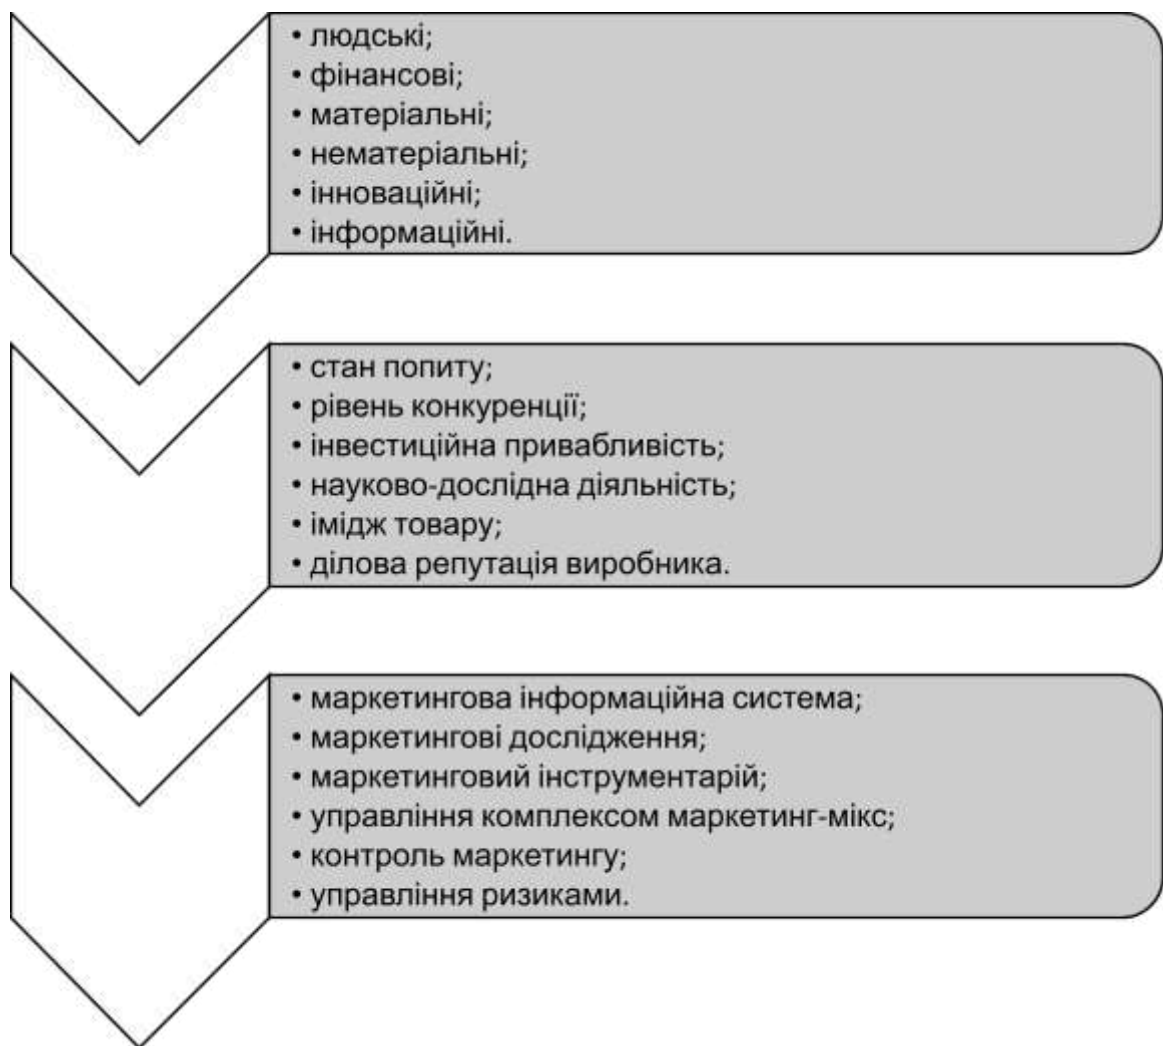 • людські;
• фінансові;
• матеріальні;
• нематеріальні;
• інноваційні;
• інформаційні.
• стан попиту;
• рівень конкуренції;
• інвестиційна привабливість;
• науково-дослідна діяльність;
• імідж товару;
• ділова репутація виробника.
• маркетингова інформаційна система;
• маркетингові дослідження;
• маркетинговий інструментарій;
• управління комплексом маркетинг-мікс;
• контроль маркетингу;
• управління ризиками.